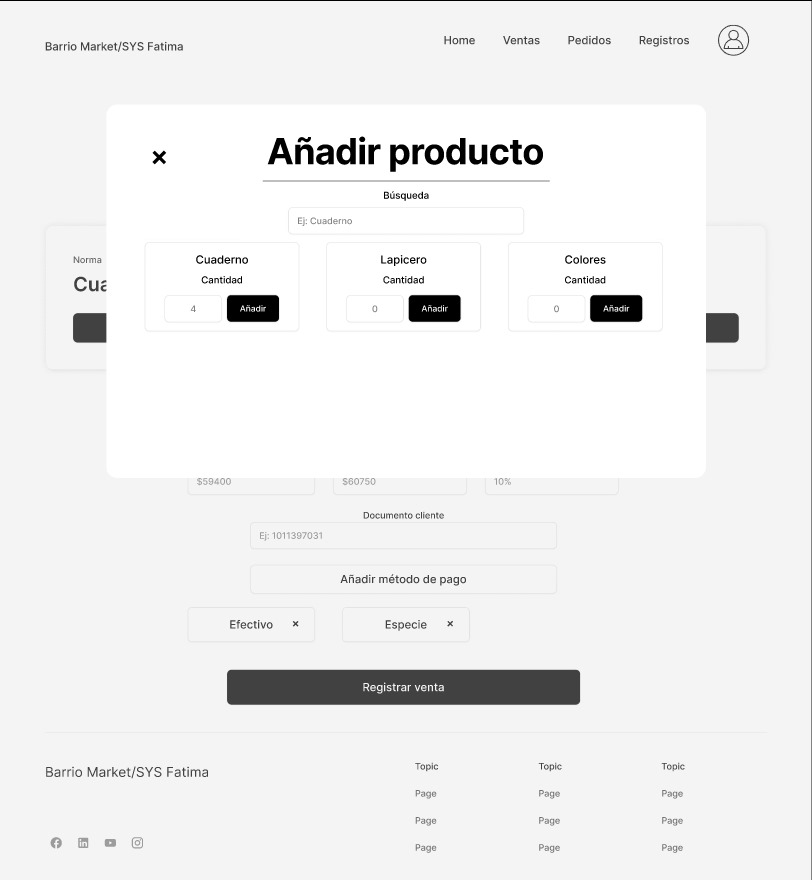 Barrio Market/SYS Fatima
Home Ventas Pedidos Registros
Añadir producto
Búsqueda
Ej: Cuaderno
Cuaderno Lapicero Colores
Cantidad Cantidad Cantidad
4 Añadir 0 Añadir 0 Añadir
Norma
Cua
$59400 $60750 10%
Documento cliente
Ej: 1011397031
Añadir método de pago
Efectivo × Especie ×
Registrar venta
Barrio Market/SYS Fatima
Topic Topic Topic
Page Page Page
Page Page Page
Page Page Page